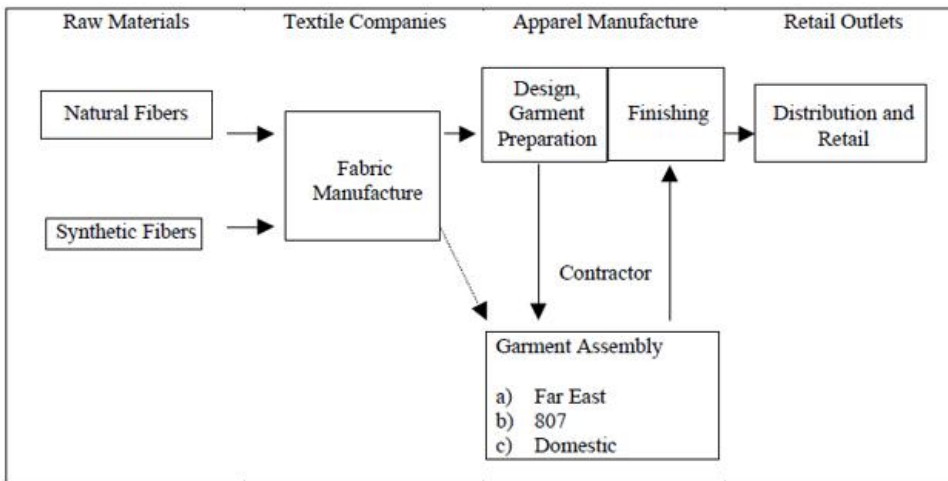 Raw Materials
Textile Companies
Apparel Manufacture
Retail Outlets
Natural Fibers
Synthetic Fibers
Fabric
Manufacture
Design,
Garment
Preparation
Finishing
Distribution and
Retail
Contractor
Garment Assembly
a) Far East
b) 807
c) Domestic